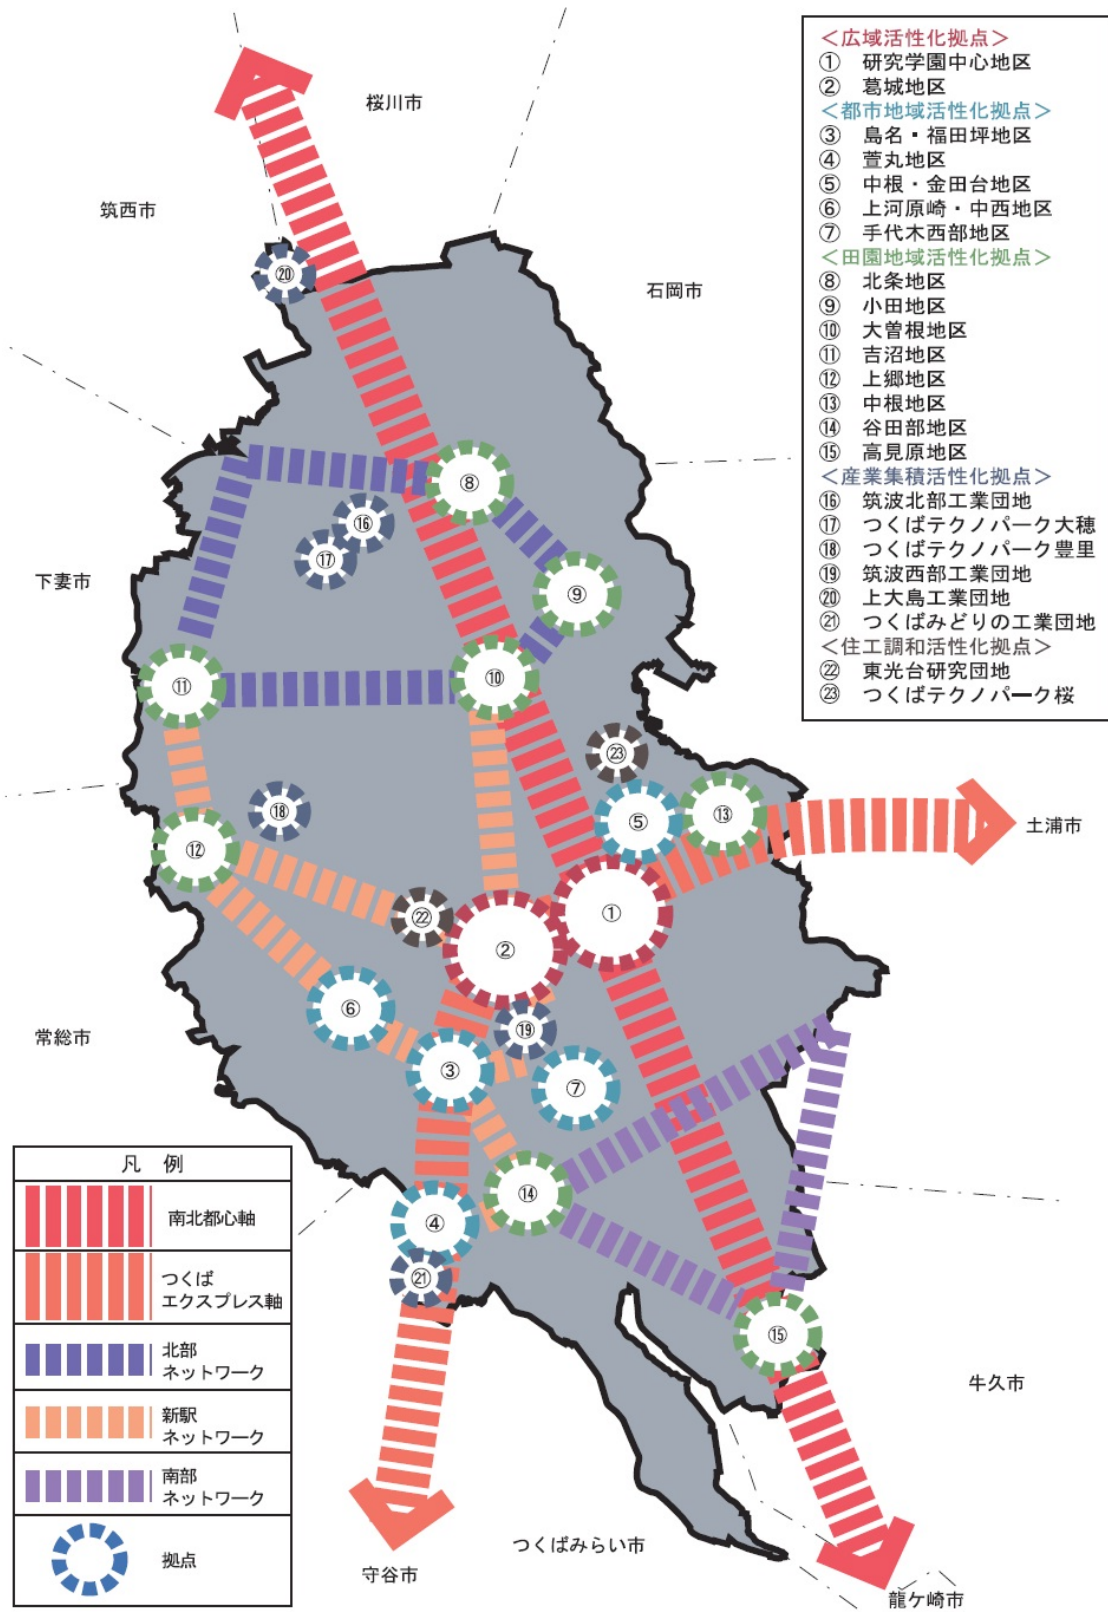 ＜広域活性化拠点＞
① 研究学園中心地区
② 葛城地区
＜都市地域活性化拠点＞
③ 島名・福田坪地区
④ 萱丸地区
⑤ 中根・金田台地区
⑥ 上河原崎・中西地区
⑦ 手代木西部地区
＜田園地域活性化拠点＞
⑧ 北条地区
⑨ 小田地区
⑩ 大曽根地区
⑪ 吉沼地区
⑫ 上郷地区
⑬ 中根地区
⑭ 谷田部地区
⑮ 高見原地区
＜産業集積活性化拠点＞
⑯ 筑波北部工業団地
⑰ つくばテクノパーク大穂
⑱ つくばテクノパーク豊里
⑲ 筑波西部工業団地
⑳ 上大島工業団地
㉑ つくばみどりの工業団地
＜住工調和活性化拠点＞
㉒ 東光台研究団地
㉓ つくばテクノパーク桜
桜川市
筑西市
石岡市
下妻市
土浦市
常総市
牛久市
つくばみらい市
守谷市
龍ケ崎市
⑳
⑧
⑯
⑰
⑨
⑩
⑪
㉓
⑱
⑤
⑬
⑫
①
㉒
②
⑥
⑲
③
⑦
⑭
④
㉑
⑮
凡 例
南北都心軸
つくば
エクスプレス軸
北部
ネットワーク
新駅
ネットワーク
南部
ネットワーク
拠点